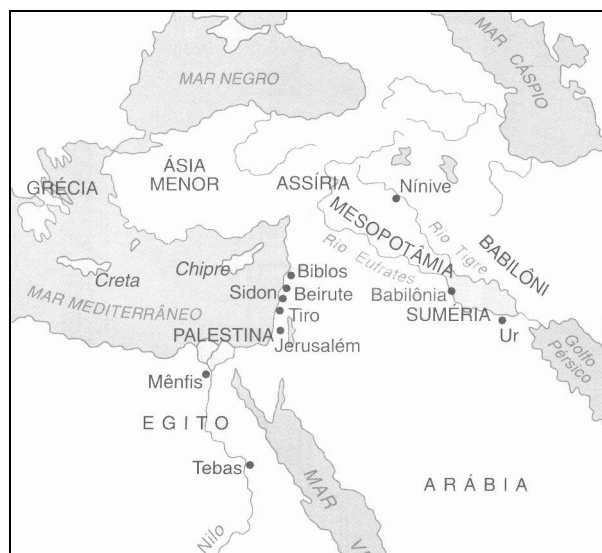 MAR NEGRO
MAR CÁSPIO
GRÉCIA
ÁSIA
MENOR
ASSÍRIA
Nínive
MESOPOTÂMIA
Rio Tigre
BABILÔNI
Rio Eufrates
Creta
Chipre
Biblos
Sidon
Beirute
Babilônia
MAR MEDITERRÂNEO
Tiro
SUMÉRIA
PALESTINA
Jerusalém
Ur
Golfo
Pérsico
Mênfis
EGITO
Tebas
MAR
ARÁBIA
Nilo